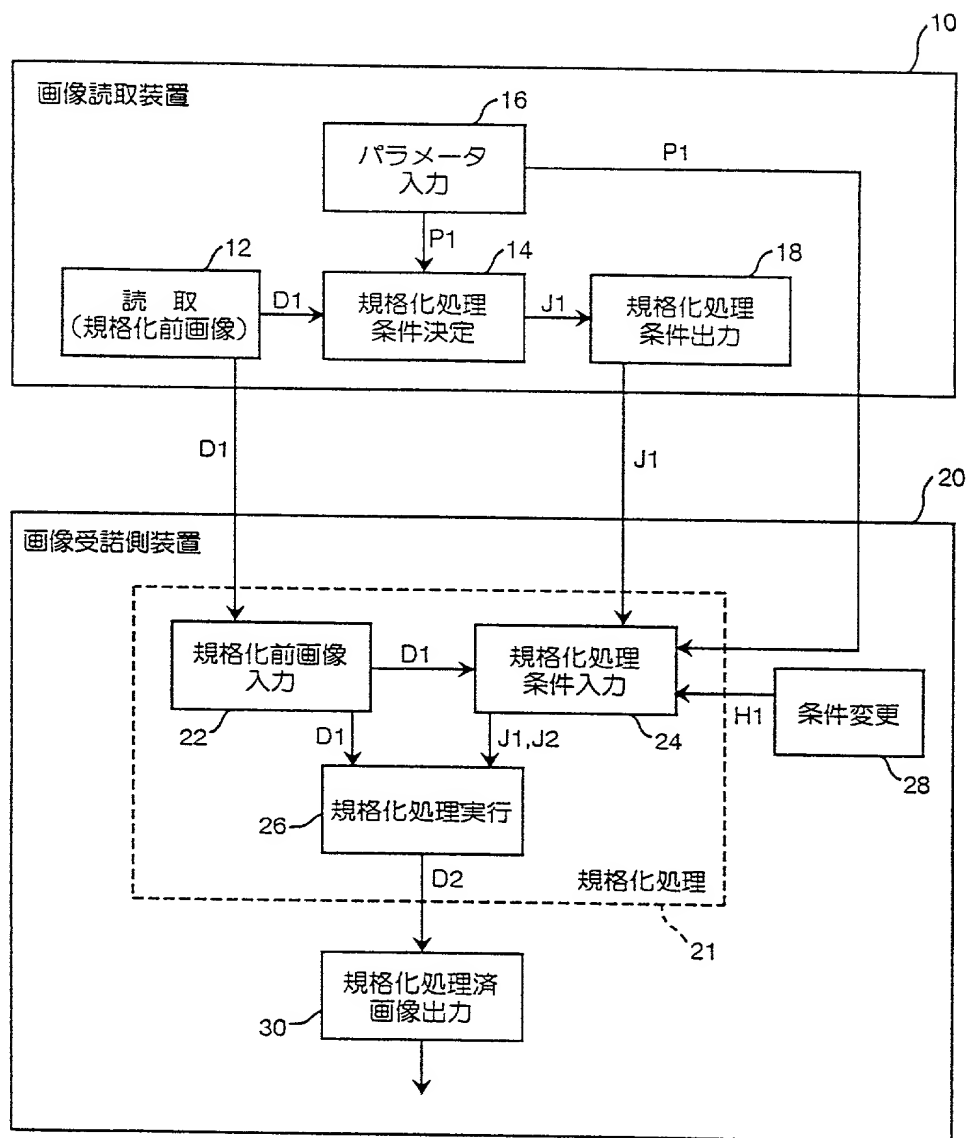 10
画像読取装置
16
パラメータ
入力
P1
P1
12
14
18
読 取
(規格化前画像)
D1
規格化処理
条件決定
J1
規格化処理
条件出力
D1
J1
20
画像受諾側装置
規格化前画像
入力
D1
規格化処理
条件入力
22
24
H1
条件変更
28
D1
J1,J2
26
規格化処理実行
D2
規格化処理
21
規格化処理済
画像出力
30